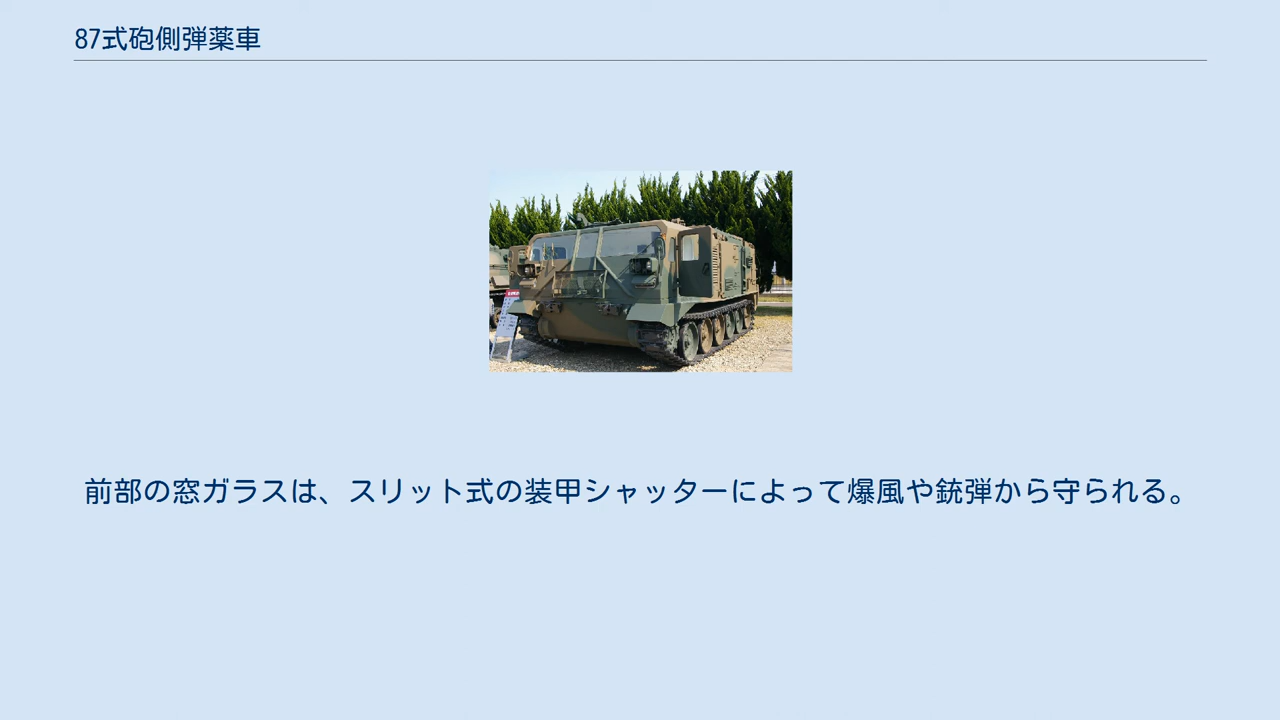 87式砲側弾薬車
前部の窓ガラスは、スリット式の装甲シャッターによって爆風や銃弾から守られる。